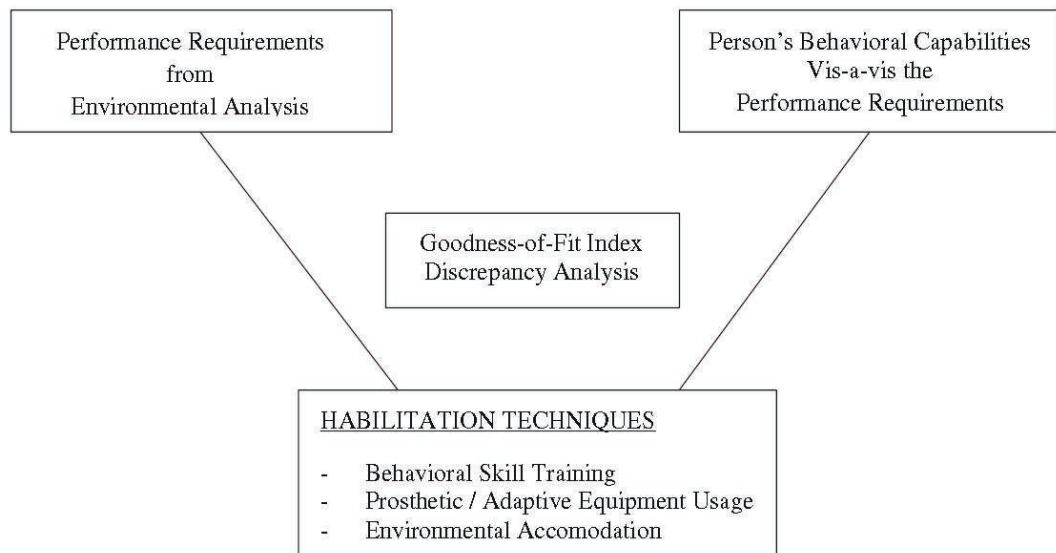 Performance Requirements
from
Environmental Analysis
Person's Behavioral Capabilities
Vis-a-vis the
Performance Requirements
Goodness-of-Fit Index
Discrepancy Analysis
HABILITATION TECHNIQUES
- Behavioral Skill Training
- Prosthetic / Adaptive Equipment Usage
- Environmental Accomodation